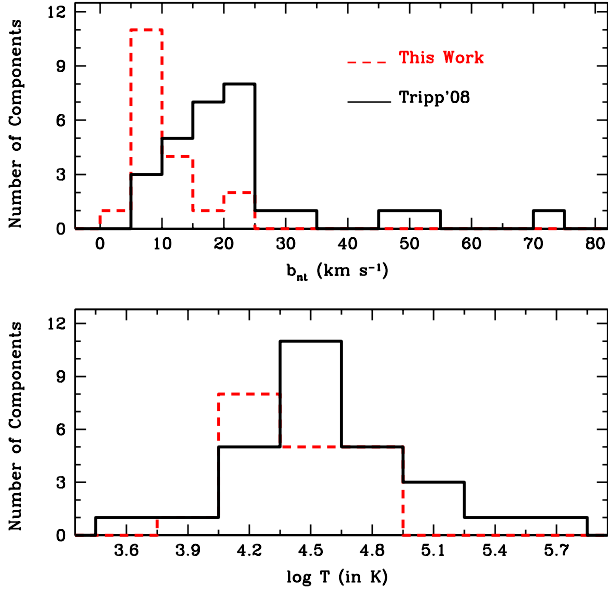 12
9
6
3
0
Number of Components
This Work
Tripp'08
0 10 20 30 40 50 60 70 80
b_nt (km s⁻¹)
12
9
6
3
0
Number of Components
3.6 3.9 4.2 4.5 4.8 5.1 5.4 5.7
log T (in K)